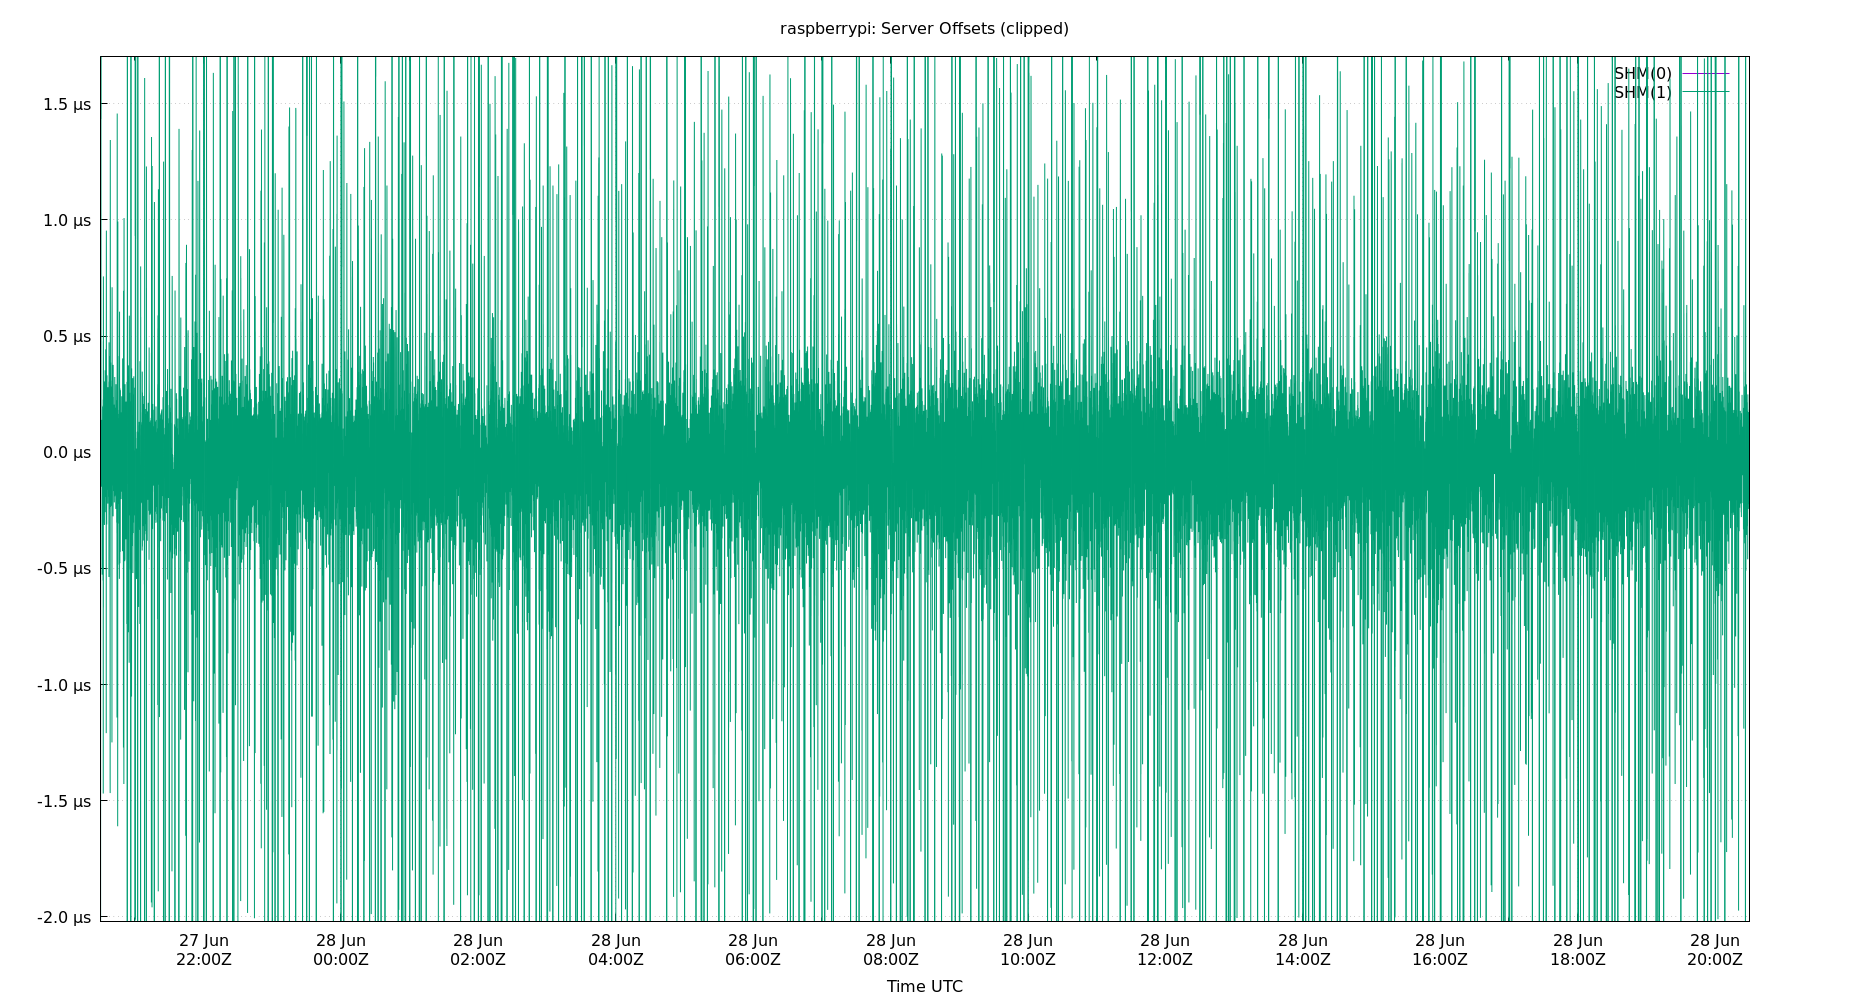 raspberrypi: Server Offsets (clipped)
SHM(0)
SHM(1)
1.5 µs
1.0 µs
0.5 µs
0.0 µs
-0.5 µs
-1.0 µs
-1.5 µs
-2.0 µs
27 Jun 28 Jun 28 Jun 28 Jun 28 Jun 28 Jun 28 Jun 28 Jun 28 Jun 28 Jun 28 Jun 28 Jun
22:00Z 00:00Z 02:00Z 04:00Z 06:00Z 08:00Z 10:00Z 12:00Z 14:00Z 16:00Z 18:00Z 20:00Z
Time UTC